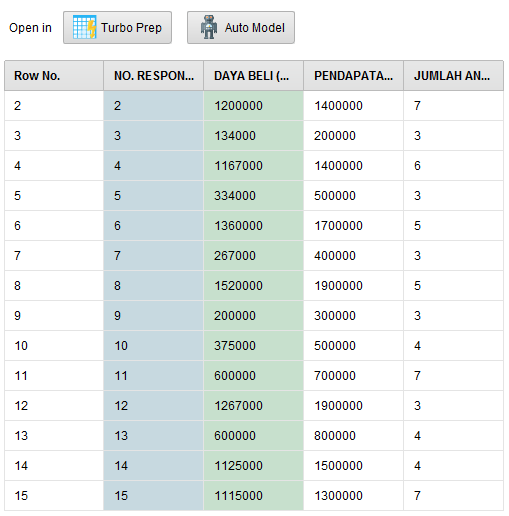 Open in Turbo Prep Auto Model
Row No. NO. RESPON... DAYA BELI (... PENDAPATA... JUMLAH AN...
2 2 1200000 1400000 7
3 3 134000 200000 3
4 4 1167000 1400000 6
5 5 334000 500000 3
6 6 1360000 1700000 5
7 7 267000 400000 3
8 8 1520000 1900000 5
9 9 200000 300000 3
10 10 375000 500000 4
11 11 600000 700000 7
12 12 1267000 1900000 3
13 13 600000 800000 4
14 14 1125000 1500000 4
15 15 1115000 1300000 7